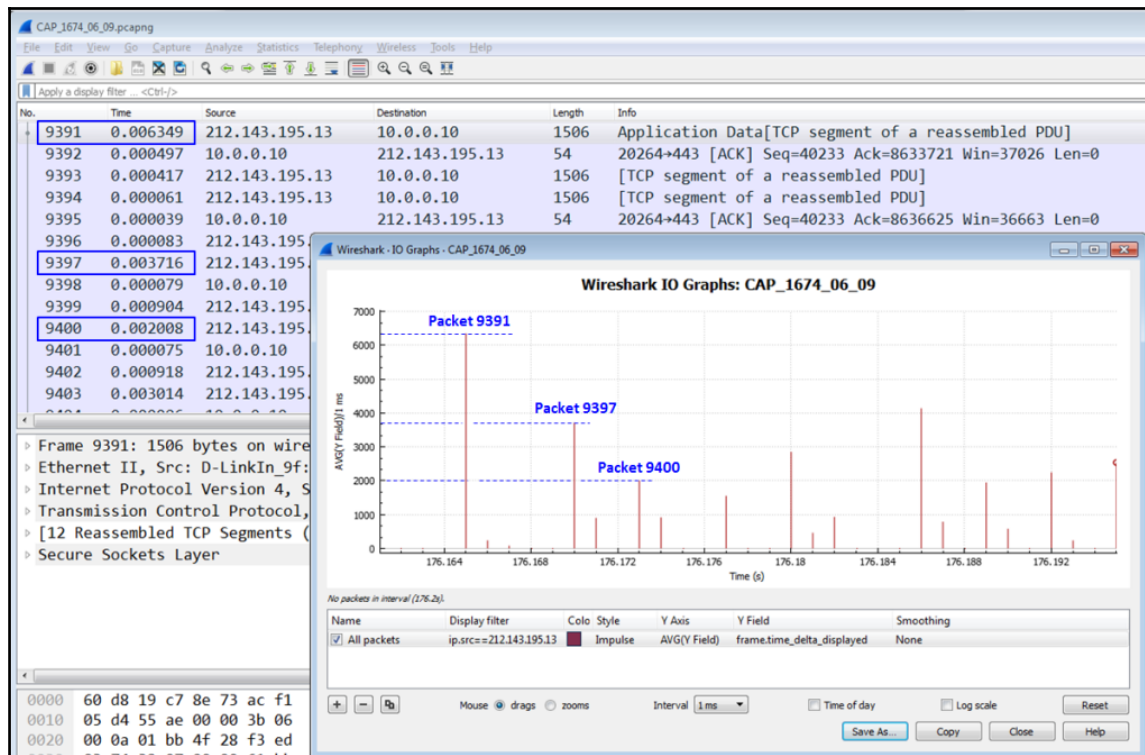 CAP_1674_06_09.pcapng
File Edit View Go Capture Analyze Statistics Telephony Wireless Tools Help
Apply a display filter ... <Ctrl-/>
No. Time Source Destination Length Info
9391 0.006349 212.143.195.13 10.0.0.10 1506 Application Data[TCP segment of a reassembled PDU]
9392 0.000497 10.0.0.10 212.143.195.13 54 20264→443 [ACK] Seq=40233 Ack=8633721 Win=37026 Len=0
9393 0.000417 212.143.195.13 10.0.0.10 1506 [TCP segment of a reassembled PDU]
9394 0.000061 212.143.195.13 10.0.0.10 1506 [TCP segment of a reassembled PDU]
9395 0.000039 10.0.0.10 212.143.195.13 54 20264→443 [ACK] Seq=40233 Ack=8636625 Win=36663 Len=0
9396 0.000083 212.143.195.
9397 0.003716 212.143.195.
9398 0.000079 10.0.0.10
9399 0.000904 212.143.195.
9400 0.002008 212.143.195.
9401 0.000075 10.0.0.10
9402 0.000918 212.143.195.
9403 0.003014 212.143.195.
Frame 9391: 1506 bytes on wire
Ethernet II, Src: D-LinkIn_9f:
Internet Protocol Version 4, S
Transmission Control Protocol,
[12 Reassembled TCP Segments (
Secure Sockets Layer
0000 60 d8 19 c7 8e 73 ac f1
0010 05 d4 55 ae 00 00 3b 06
0020 00 0a 01 bb 4f 28 f3 ed
Wireshark · IO Graphs · CAP_1674_06_09
Wireshark IO Graphs: CAP_1674_06_09
AVG(Y Field)/1 ms
7000
6000
5000
4000
3000
2000
1000
0
Packet 9391
Packet 9397
Packet 9400
176.164 176.168 176.172 176.177 176.18 176.184 176.188 176.192
Time (s)
No packets in interval (176.2s).
Name Display filter Colo Style Y Axis Y Field Smoothing
All packets ip.src==212.143.195.13 Impulse AVG(Y Field) frame.time_delta_displayed None
Mouse drags zooms Interval 1 ms Time of day Log scale Reset
Save As... Copy Close Help